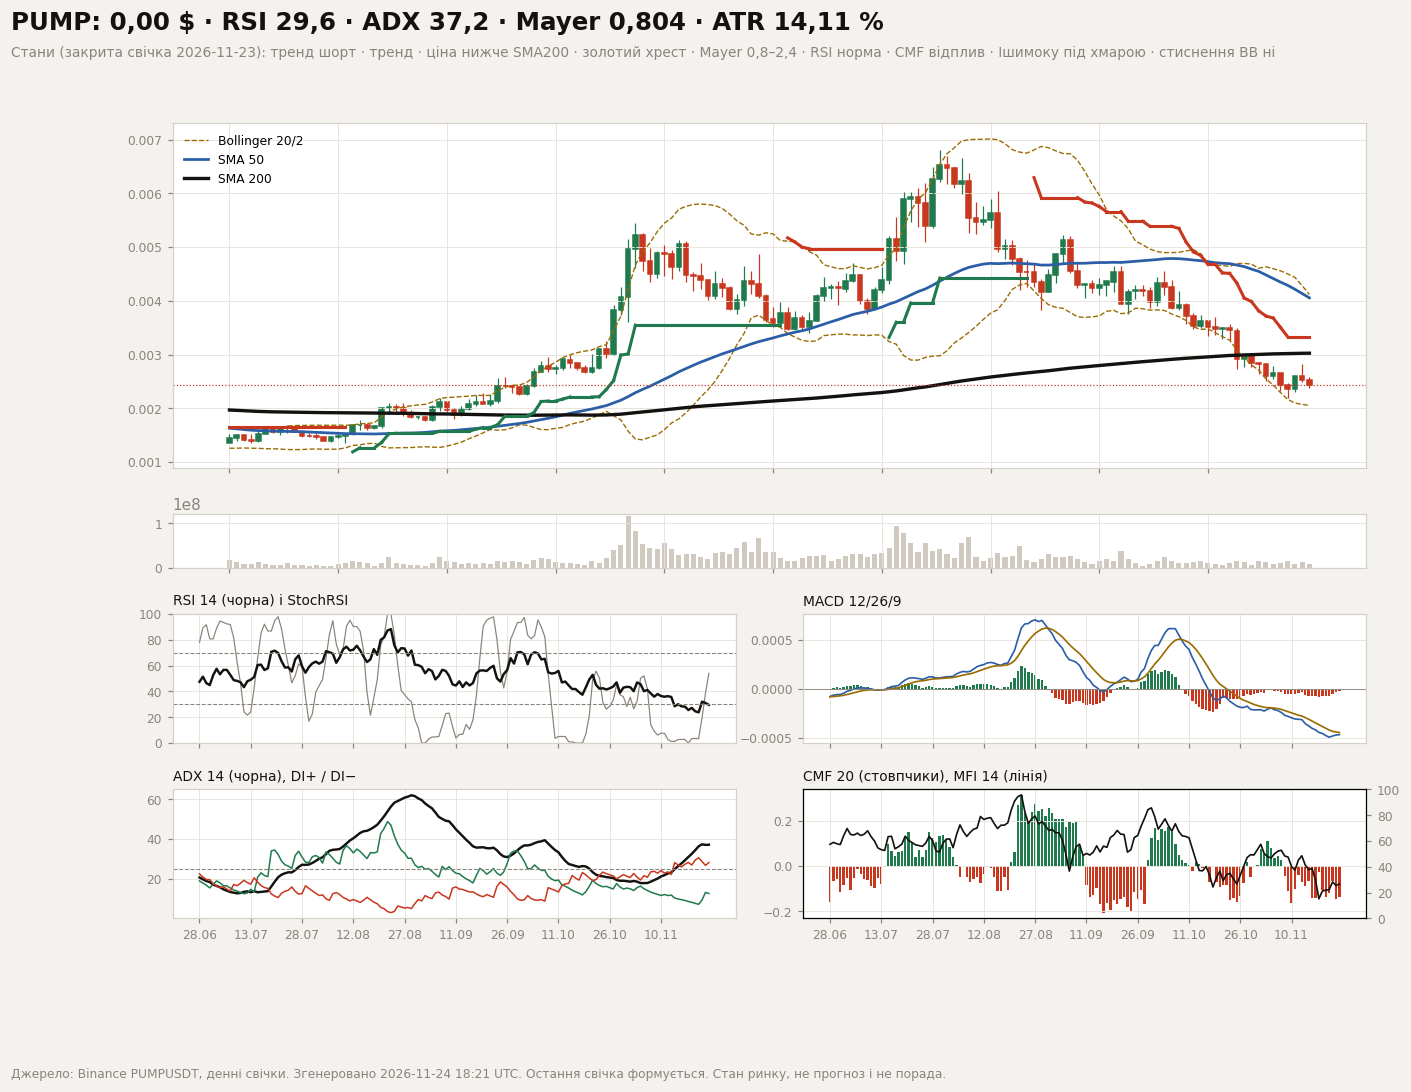 PUMP: 0,00 $ · RSI 29,6 · ADX 37,2 · Mayer 0,804 · ATR 14,11 %
Стани (закрита свічка 2026-11-23): тренд шорт · тренд · ціна нижче SMA200 · золотий хрест · Mayer 0,8–2,4 · RSI норма · CMF відплив · Ішимоку під хмарою · стиснення BB ні
0.007
0.006
0.005
0.004
0.003
0.002
0.001
Bollinger 20/2
SMA 50
SMA 200
1e8
1
0
RSI 14 (чорна) і StochRSI
100
80
60
40
20
0
MACD 12/26/9
0.0005
0.0000
−0.0005
ADX 14 (чорна), DI+ / DI−
60
40
20
28.06 13.07 28.07 12.08 27.08 11.09 26.09 11.10 26.10 10.11
CMF 20 (стовпчики), MFI 14 (лінія)
0.2
0.0
−0.2
100
80
60
40
20
0
28.06 13.07 28.07 12.08 27.08 11.09 26.09 11.10 26.10 10.11
Джерело: Binance PUMPUSDT, денні свічки. Згенеровано 2026-11-24 18:21 UTC. Остання свічка формується. Стан ринку, не прогноз і не порада.